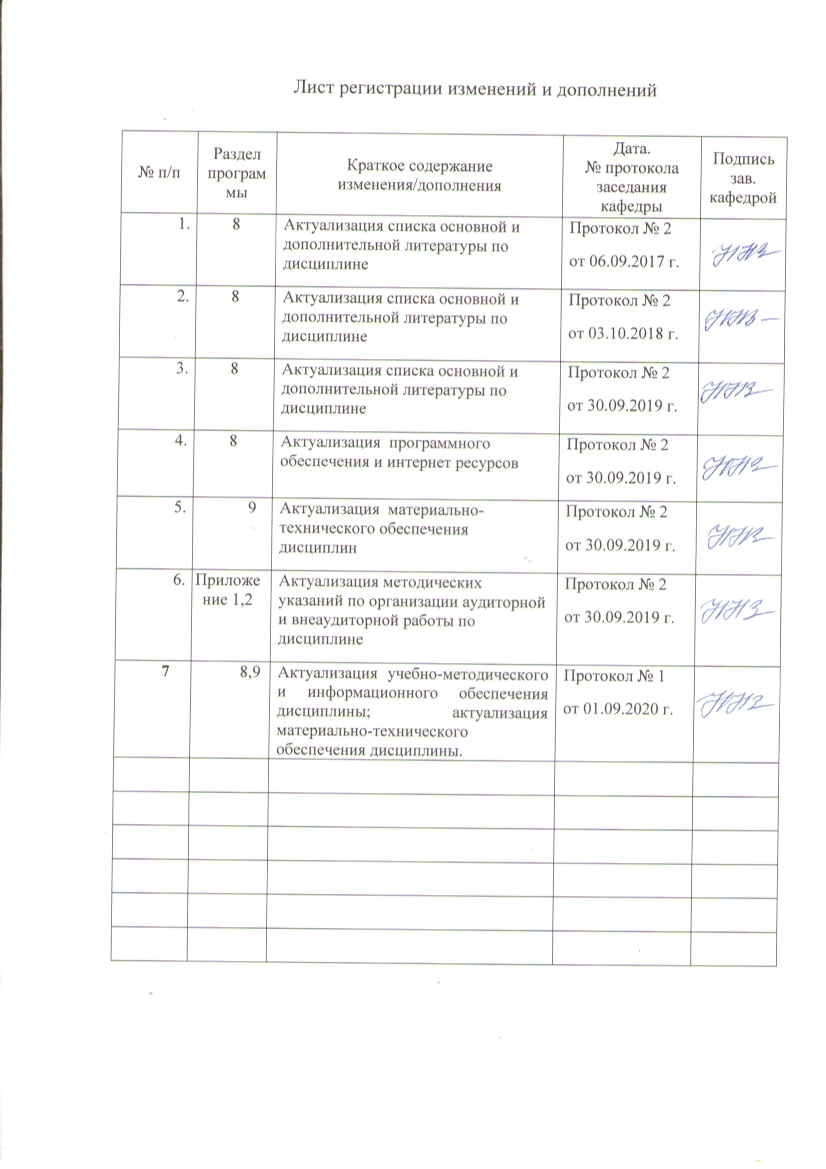 Лист регистрации изменений и дополнений
№ п/п
Раздел
програм
мы
Краткое содержание
изменения/дополнения
Дата.
№ протокола
заседания
кафедры
Подпись
зав.
кафедрой
1.
8
Актуализация списка основной и
дополнительной литературы по
дисциплине
Протокол № 2
от 06.09.2017 г.
2.
8
Актуализация списка основной и
дополнительной литературы по
дисциплине
Протокол № 2
от 03.10.2018 г.
3.
8
Актуализация списка основной и
дополнительной литературы по
дисциплине
Протокол № 2
от 30.09.2019 г.
4.
8
Актуализация программного
обеспечения и интернет ресурсов
Протокол № 2
от 30.09.2019 г.
5.
9
Актуализация материально-
технического обеспечения
дисциплин
Протокол № 2
от 30.09.2019 г.
6.
Приложе
ние 1,2
Актуализация методических
указаний по организации аудиторной
и внеаудиторной работы по
дисциплине
Протокол № 2
от 30.09.2019 г.
7
8,9
Актуализация учебно-методического
и информационного обеспечения
дисциплины; актуализация
материально-технического
обеспечения дисциплины.
Протокол № 1
от 01.09.2020 г.